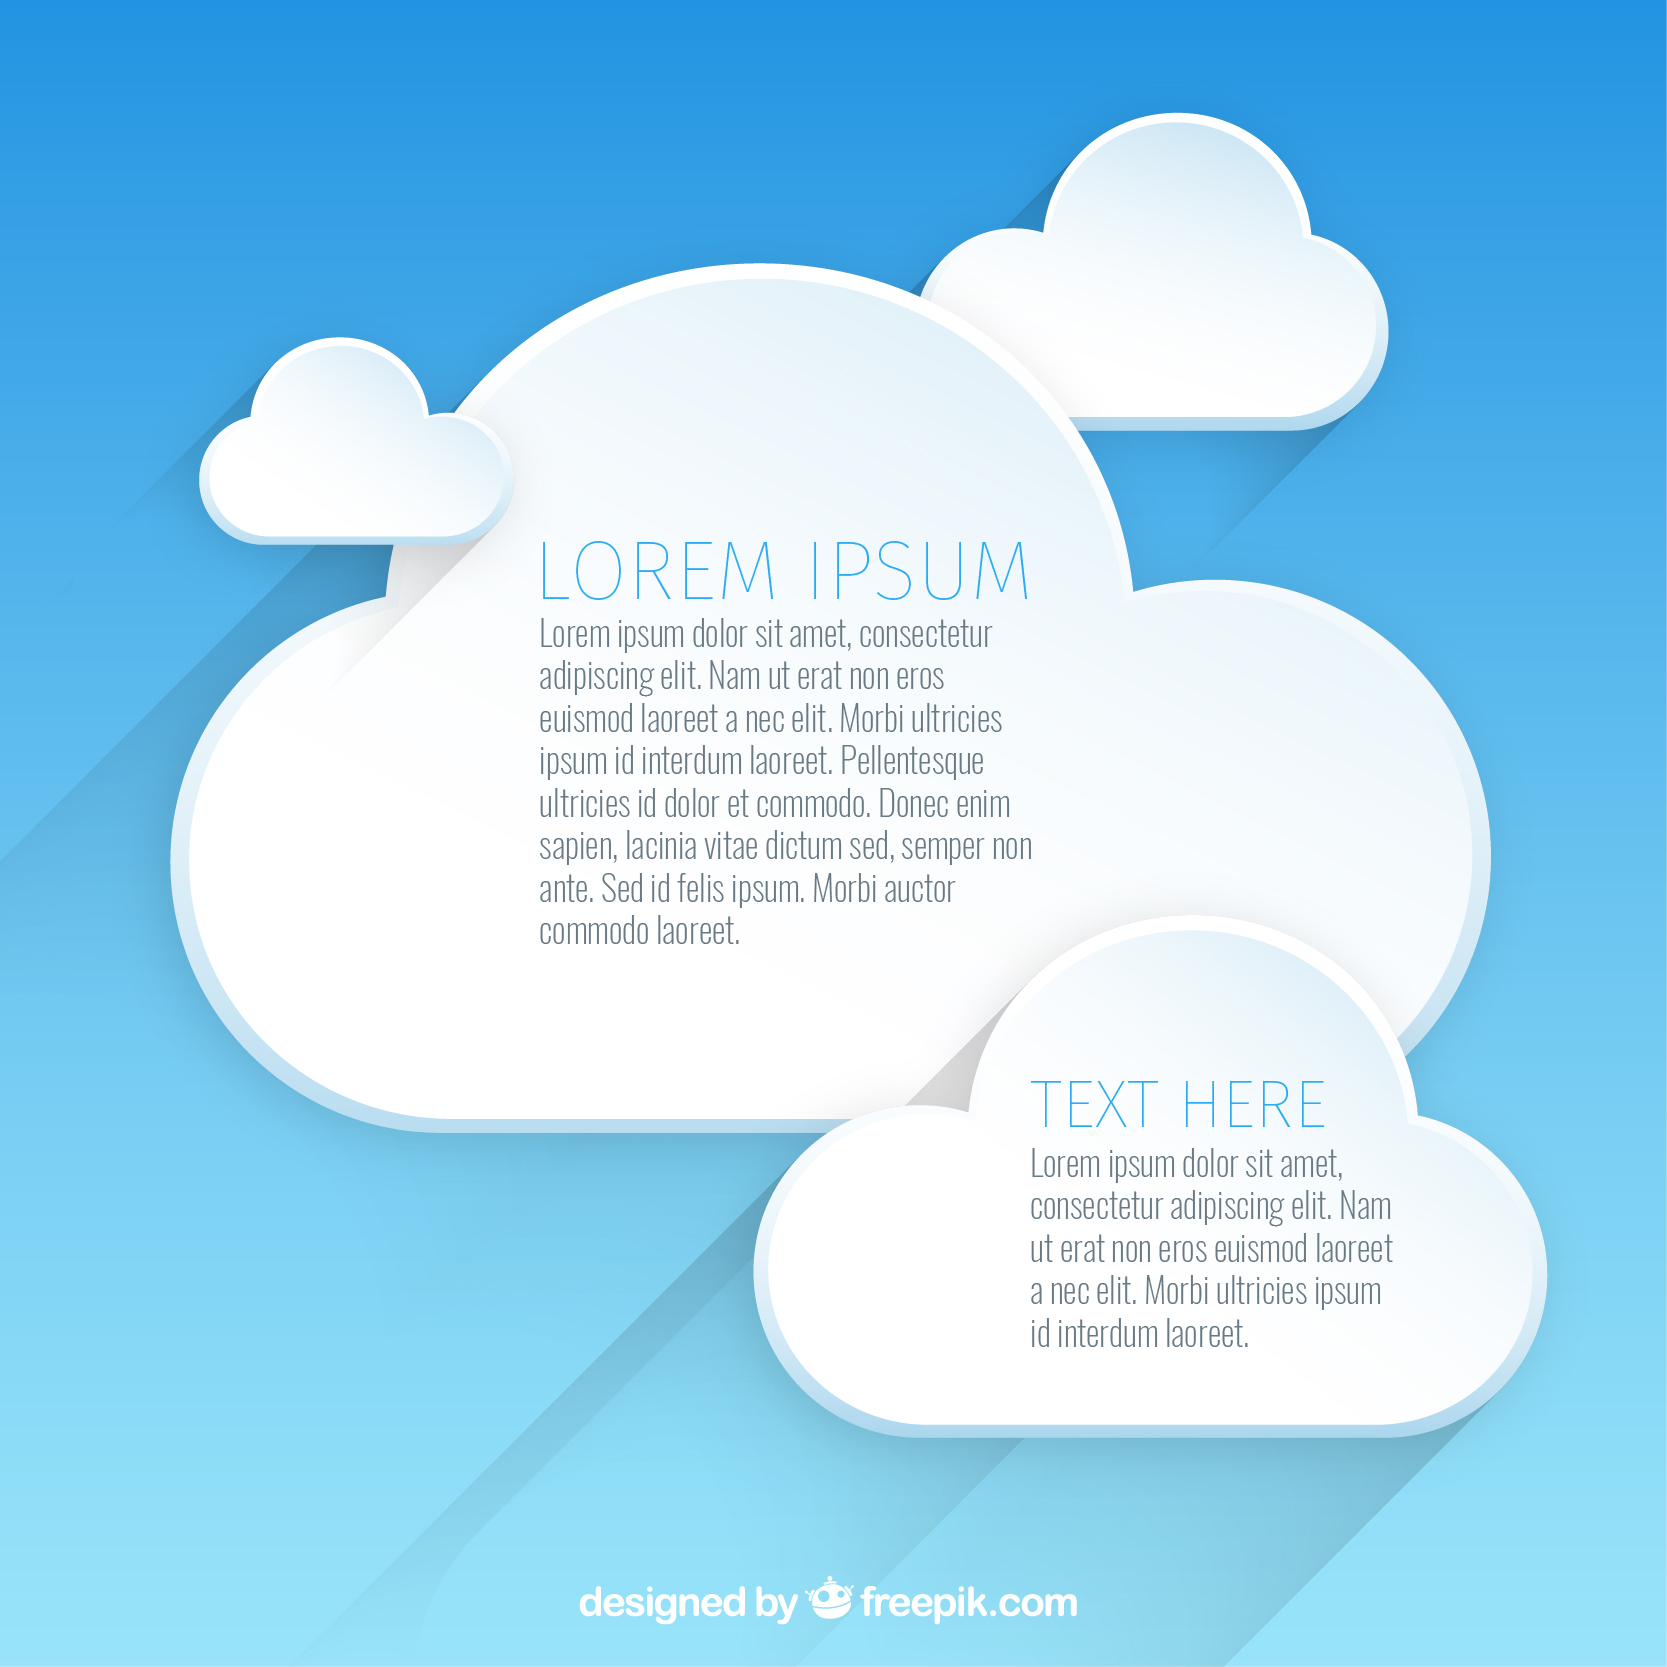 LOREM IPSUM
Lorem ipsum dolor sit amet, consectetur
adipiscing elit. Nam ut erat non eros
euismod laoreet a nec elit. Morbi ultricies
ipsum id interdum laoreet. Pellentesque
ultricies id dolor et commodo. Donec enim
sapien, lacinia vitae dictum sed, semper non
ante. Sed id felis ipsum. Morbi auctor
commodo laoreet.
TEXT HERE
Lorem ipsum dolor sit amet,
consectetur adipiscing elit. Nam
ut erat non eros euismod laoreet
a nec elit. Morbi ultricies ipsum
id interdum laoreet.
designed by freepik.com